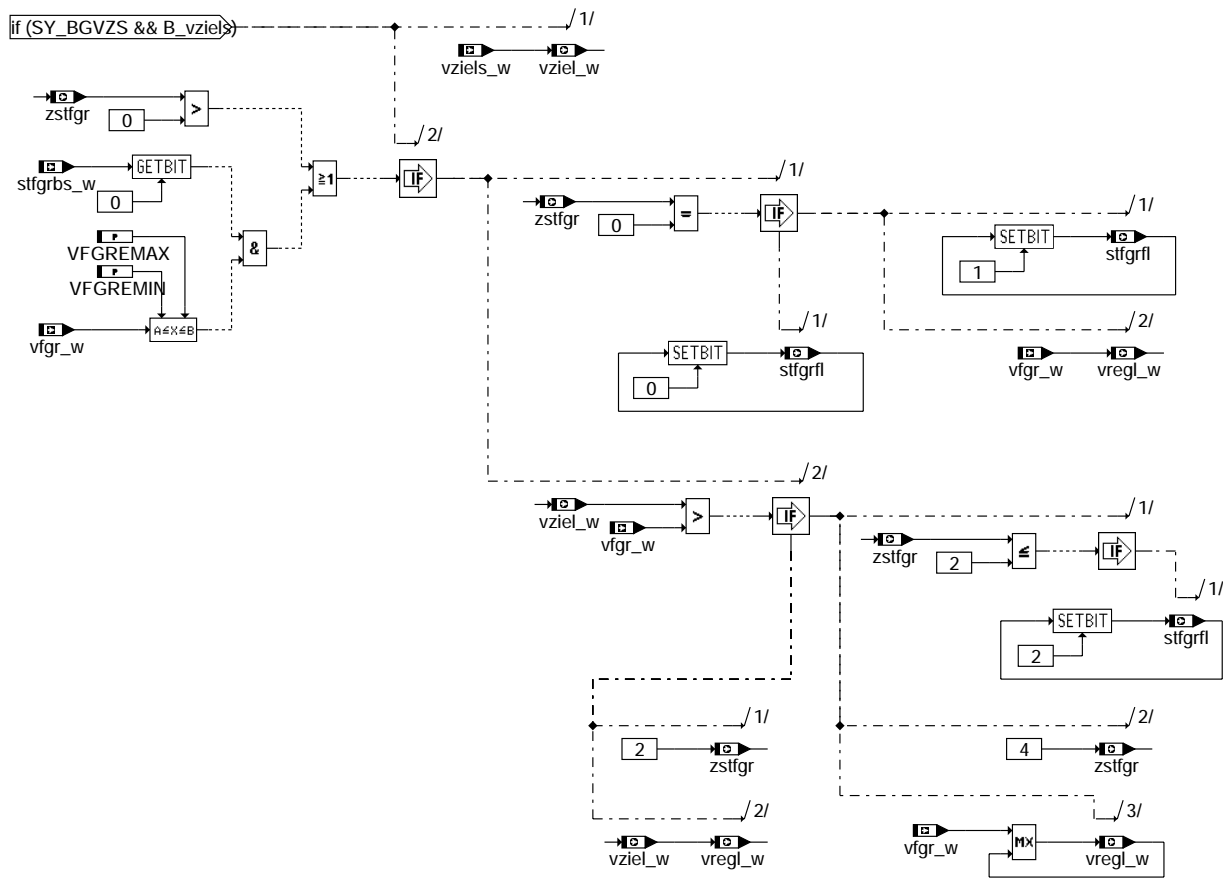 if (SY_BGVZS && B_vziels)
/1/
vziels_w
vziel_w
zstfgr
0
>
/2/
stfgrbs_w
GETBIT
0
≥1
IF
VFGREMAX
P
VFGREMIN
P
&
vfgr_w
A≤X≤B
/1/
zstfgr
0
=
IF
/1/
SETBIT
1
stfgrfl
/1/
SETBIT
0
stfgrfl
/2/
vfgr_w
vregl_w
/2/
vziel_w
vfgr_w
>
IF
/1/
zstfgr
2
≤
IF
/1/
SETBIT
2
stfgrfl
/1/
2
zstfgr
/2/
4
zstfgr
/2/
vziel_w
vregl_w
/3/
vfgr_w
MX
vregl_w